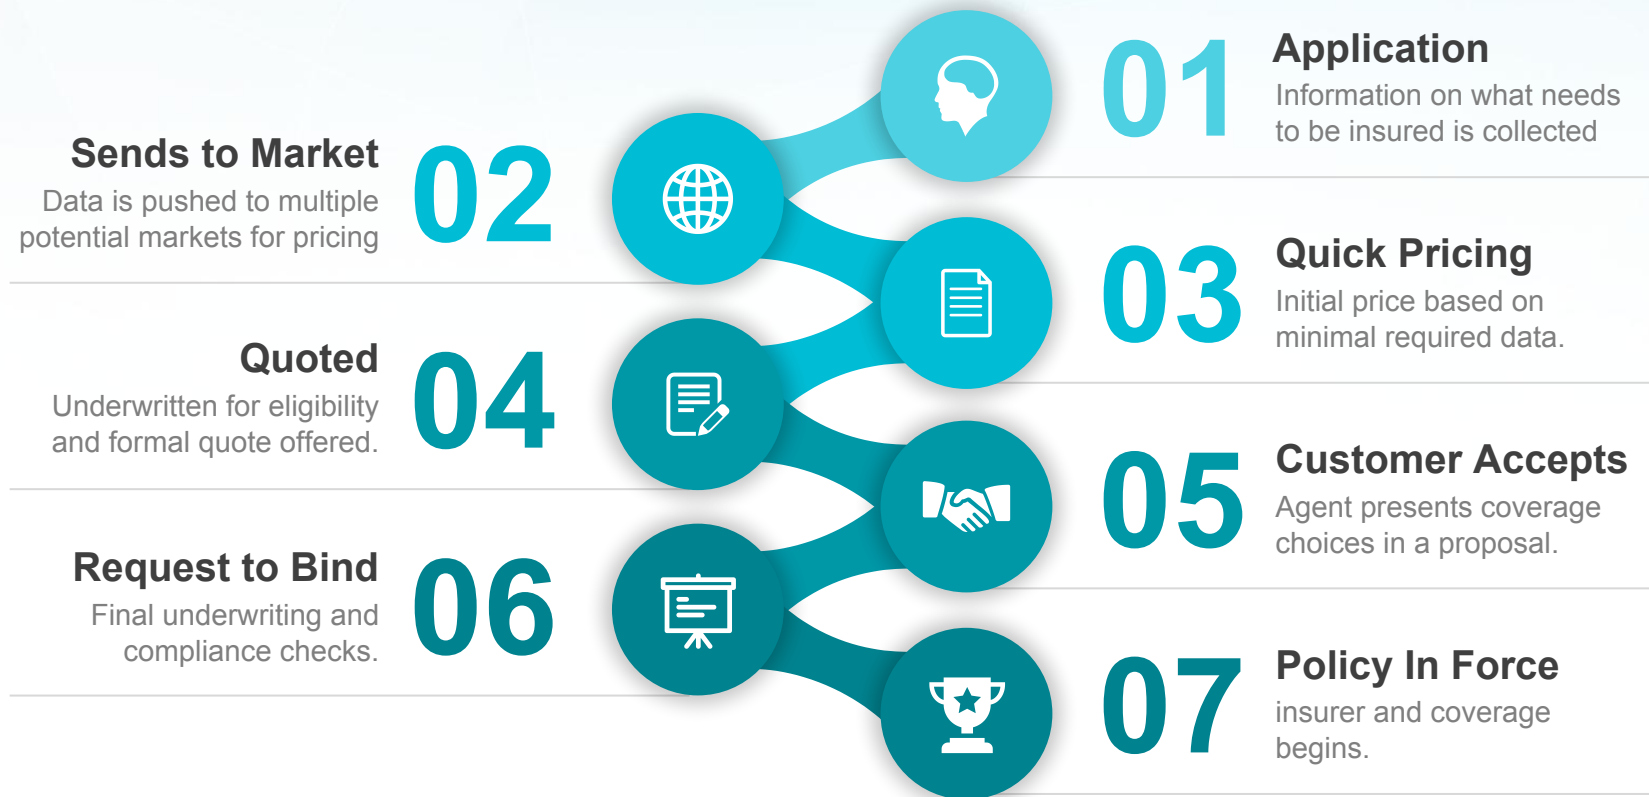 01
Application
Information on what needs
to be insured is collected
02
Sends to Market
Data is pushed to multiple
potential markets for pricing
03
Quick Pricing
Initial price based on
minimal required data.
04
Quoted
Underwritten for eligibility
and formal quote offered.
05
Customer Accepts
Agent presents coverage
choices in a proposal.
06
Request to Bind
Final underwriting and
compliance checks.
07
Policy In Force
insurer and coverage
begins.